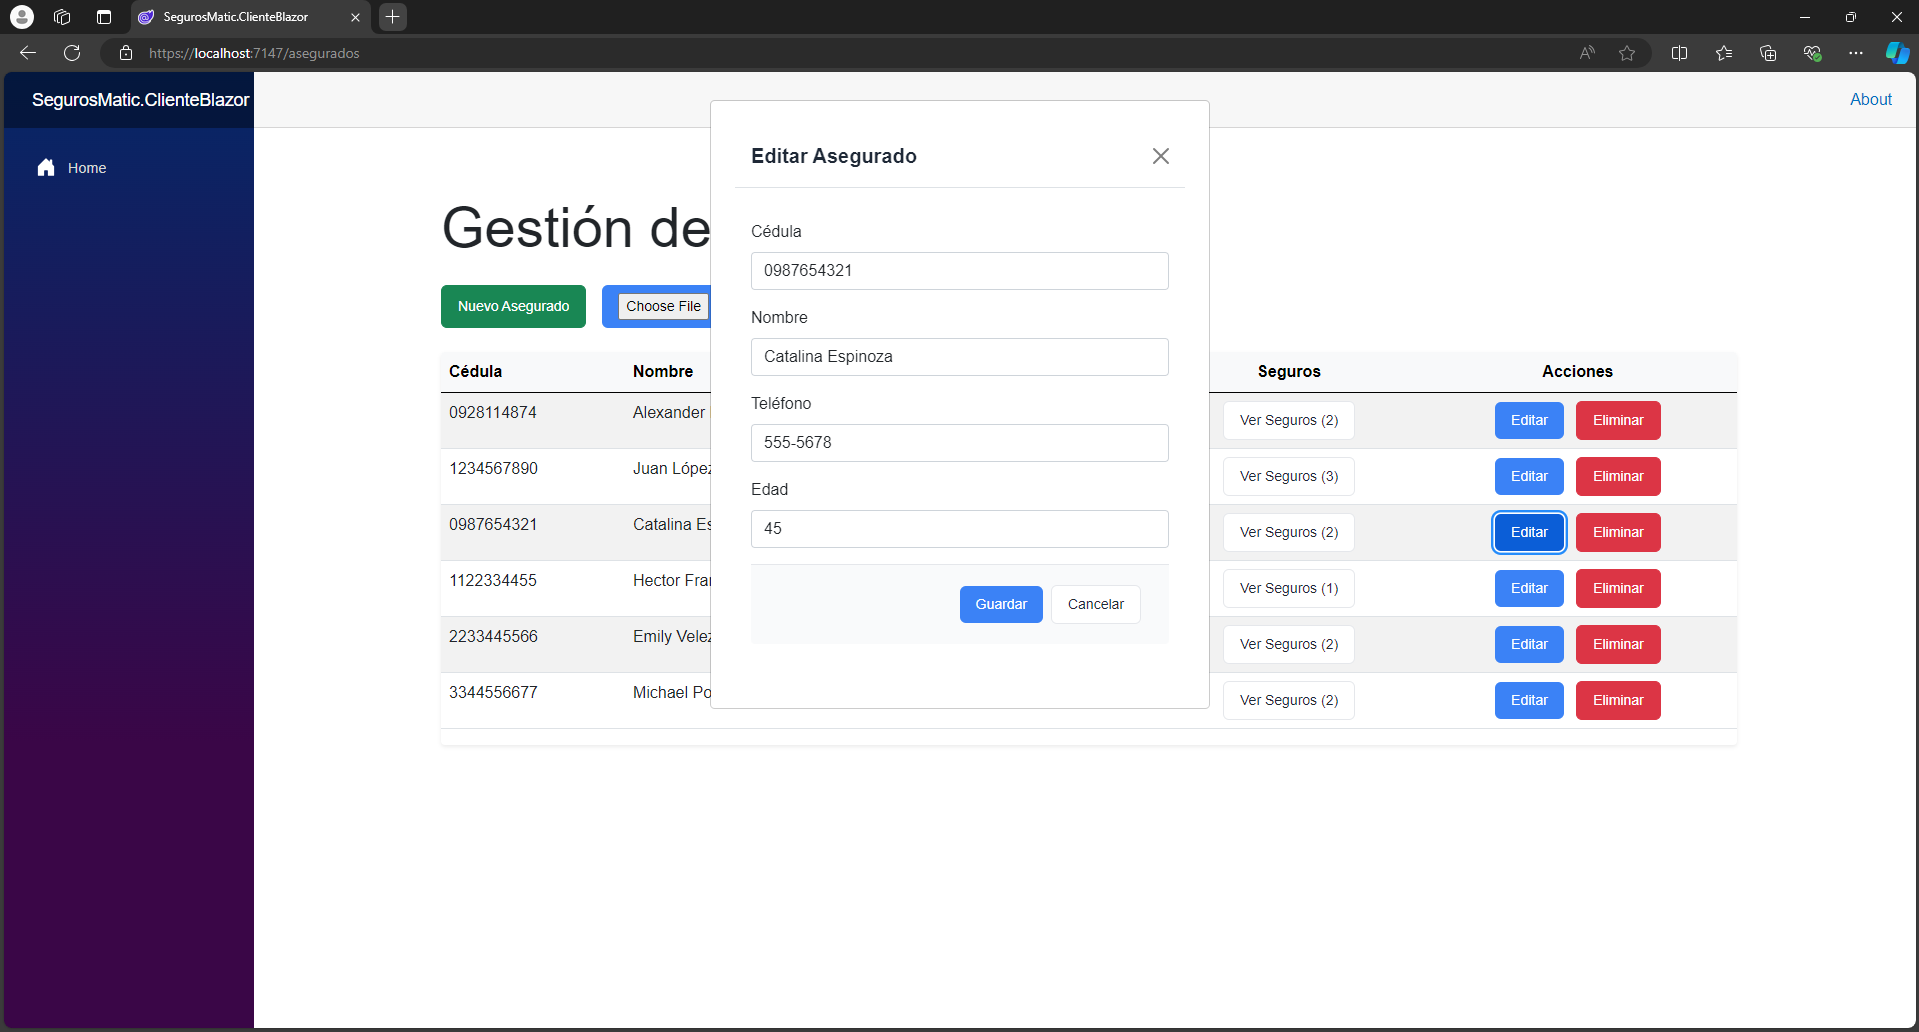 SegurosMatic.ClienteBlazor
https://localhost:7147/asegurados
SegurosMatic.ClienteBlazor
About
Home
Gestión de
Nuevo Asegurado
Choose File
Cédula Nombre Seguros Acciones
0928114874 Alexander Ver Seguros (2) Editar Eliminar
1234567890 Juan López Ver Seguros (3) Editar Eliminar
0987654321 Catalina Es Ver Seguros (2) Editar Eliminar
1122334455 Hector Fran Ver Seguros (1) Editar Eliminar
2233445566 Emily Velez Ver Seguros (2) Editar Eliminar
3344556677 Michael Po Ver Seguros (2) Editar Eliminar
Editar Asegurado
Cédula
0987654321
Nombre
Catalina Espinoza
Teléfono
555-5678
Edad
45
Guardar Cancelar